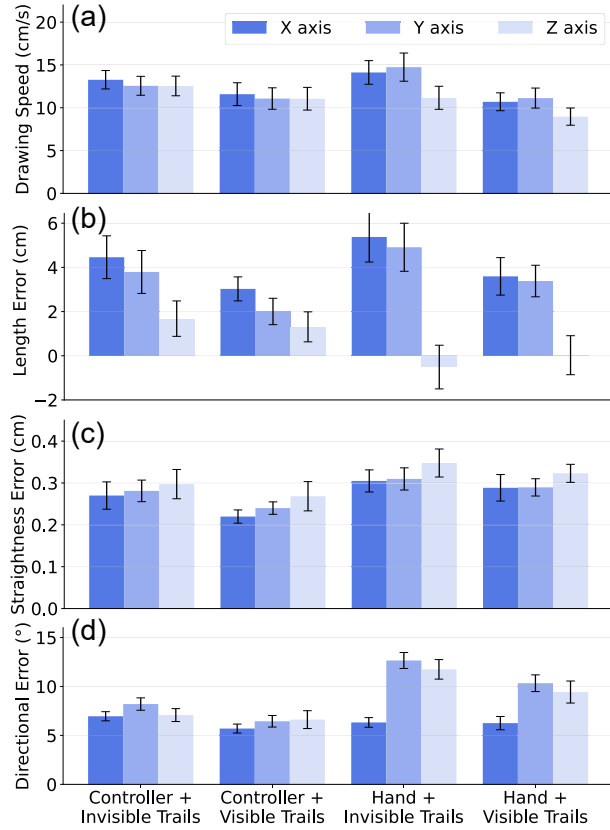 (a)
X axis Y axis Z axis
Drawing Speed (cm/s)
20
15
10
5
0
(b)
Length Error (cm)
6
4
2
0
−2
(c)
Straightness Error (cm)
0.4
0.3
0.2
0.0
(d)
Directional Error (°)
15
10
5
0
Controller +
Invisible Trails
Controller +
Visible Trails
Hand +
Invisible Trails
Hand +
Visible Trails